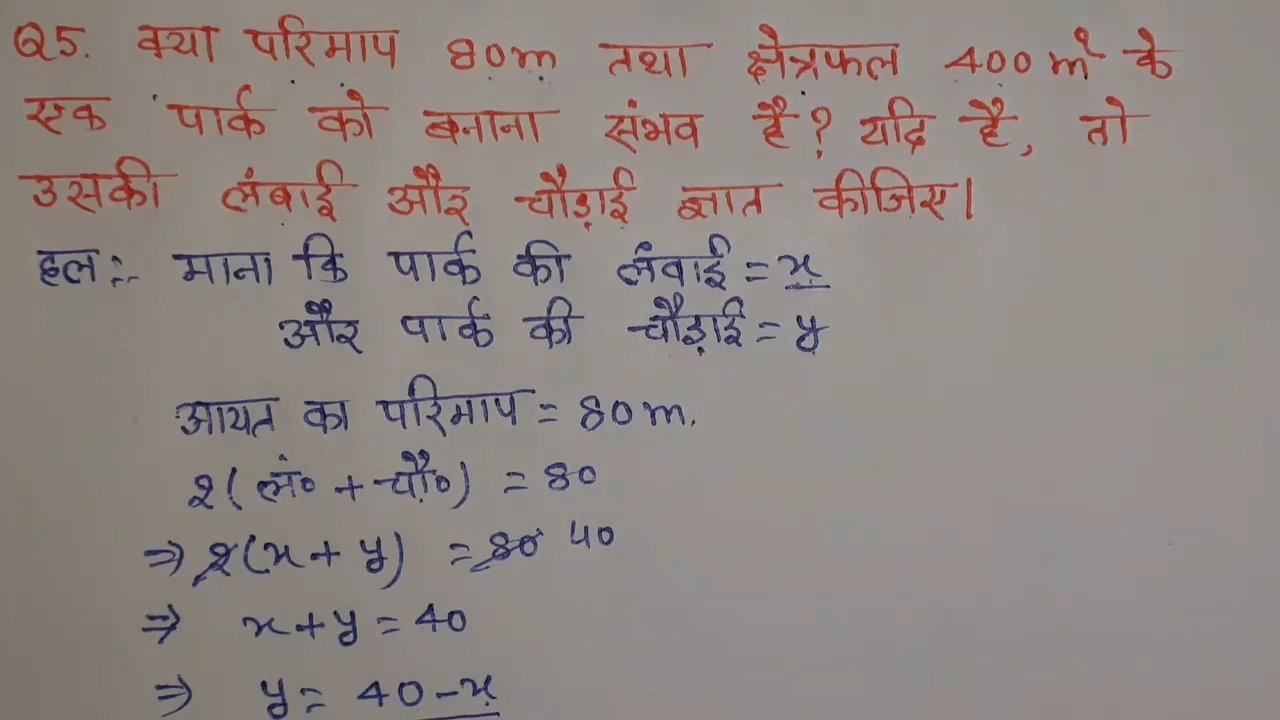 Q5. क्या परिमाप 80m तथा क्षेत्रफल 400 m² के
एक पार्क को बनाना संभव है? यदि है, तो
उसकी लंबाई और चौड़ाई ज्ञात कीजिए।
हल:- माना कि पार्क की लंबाई = x
और पार्क की चौड़ाई = y
आयत का परिमाप = 80m.
2(लं० + चौ०) = 80
⇒ 2(x + y) = 80 40
⇒ x + y = 40
⇒ y = 40 - x